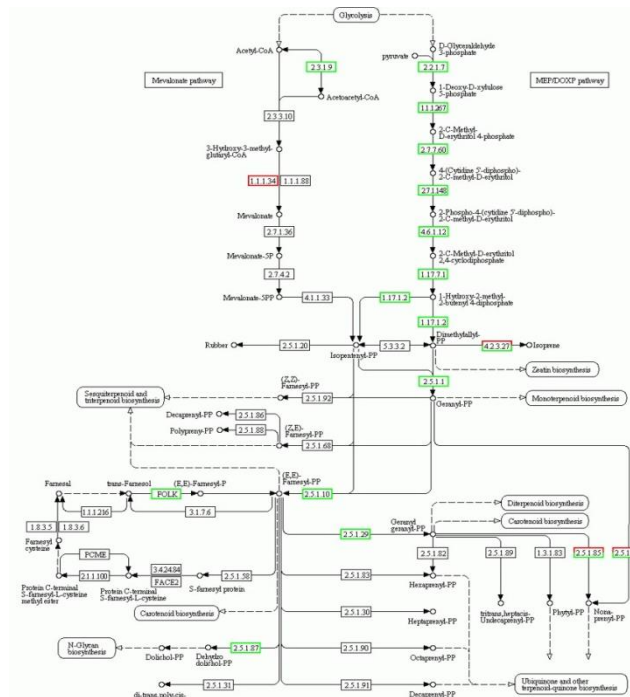 Glycolysis
Acetyl-CoA
D-Glyceraldehyde
3-phosphate
pyruvate
2.3.1.9
2.2.1.7
Mevalonate pathway
MEP/DOXP pathway
Acetoacetyl-CoA
1-Deoxy-D-xylulose
5-phosphate
1.1.1.267
2.3.3.10
2-C-Methyl-
D-erythritol 4-phosphate
3-Hydroxy-3-methyl-
glutaryl-CoA
2.7.7.60
4-(Cytidine 5'-diphospho)-
2-C-methyl-D-erythritol
1.1.1.34
1.1.1.88
2.7.1.148
Mevalonate
2-Phospho-4-(cytidine 5'-diphospho)-
2-C-methyl-D-erythritol
2.7.1.36
4.6.1.12
Mevalonate-5P
2-C-Methyl-D-erythritol
2,4-cyclodiphosphate
2.7.4.2
1.17.7.1
Mevalonate-5PP
4.1.1.33
1.17.1.2
1-Hydroxy-2-methyl-
2-butenyl 4-diphosphate
1.17.1.2
Rubber
2.5.1.20
Isopentenyl-PP
5.3.3.2
Dimethylallyl-
PP
4.2.3.27
Isoprene
Zeatin biosynthesis
2.5.1.1
Sesquiterpenoid and
triterpenoid biosynthesis
(Z,Z)-
Farnesyl-PP
2.5.1.92
Geranyl-PP
Monoterpenoid biosynthesis
Decaprenyl-PP
2.5.1.86
Polyprenyl-PP
2.5.1.88
(Z,E)-
Farnesyl-PP
2.5.1.68
Farnesal
trans-Farnesol
(E,E)-Farnesyl-P
(E,E)-
Farnesyl-PP
FOLK
2.5.1.10
1.1.1.216
3.1.7.6
1.8.3.5
1.8.3.6
Farnesyl
cysteine
Diterpenoid biosynthesis
Carotenoid biosynthesis
2.5.1.29
Geranyl
geranyl-PP
PCME
2.1.1.100
3.4.24.84
FACE2
2.5.1.58
2.5.1.82
2.5.1.89
1.3.1.83
2.5.1.85
2.5.1
Protein C-terminal
S-farnesyl-L-cysteine
methyl ester
Protein C-terminal
S-farnesyl-L-cysteine
S-farnesyl protein
2.5.1.83
Hexaprenyl-PP
Carotenoid biosynthesis
2.5.1.30
Heptaprenyl-PP
tritrans,heptacis-
Undecaprenyl-PP
Phytyl-PP
Nona-
prenyl-PP
N-Glycan
biosynthesis
Dolichol-PP
Dehydro
dolichol-PP
2.5.1.87
2.5.1.90
Octaprenyl-PP
2.5.1.31
2.5.1.91
Decaprenyl-PP
di-trans,poly-cis-
Ubiquinone and other
terpenoid-quinone biosynthesis